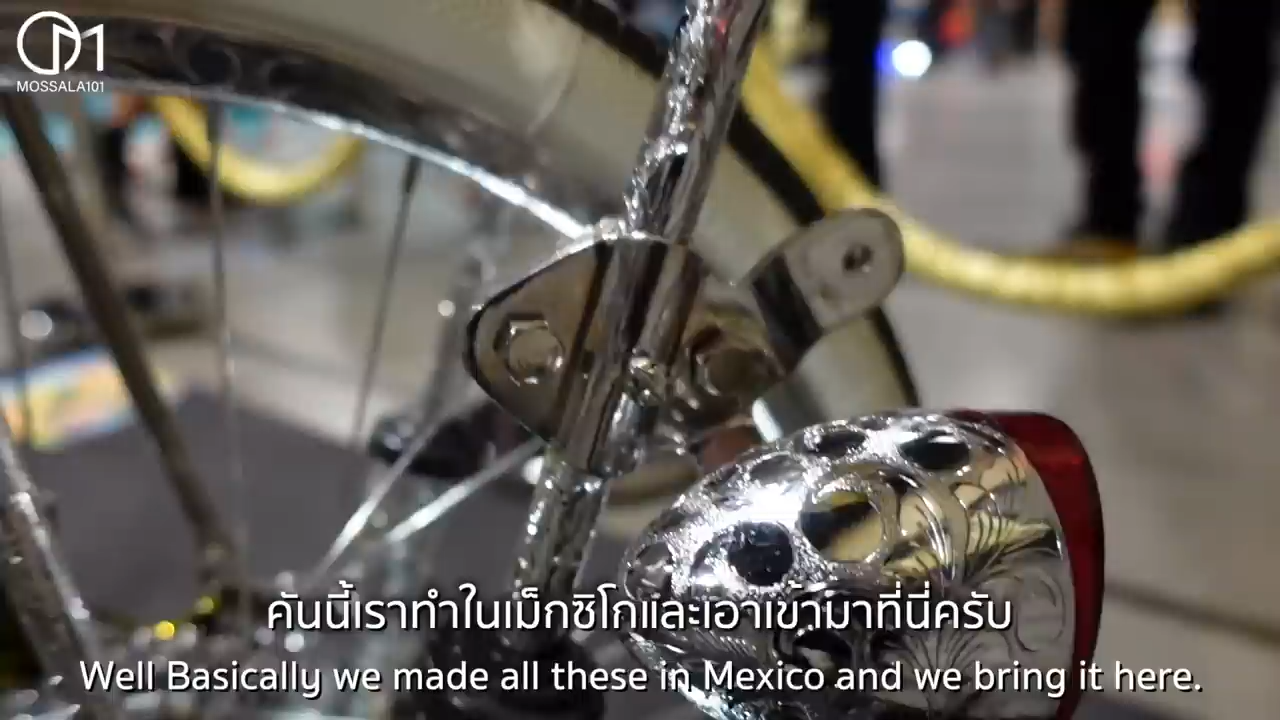 MOSSALA101
คันนี้เราทำในเม็กซิโกและเอาเข้ามาที่นี่ครับ
Well Basically we made all these in Mexico and we bring it here.